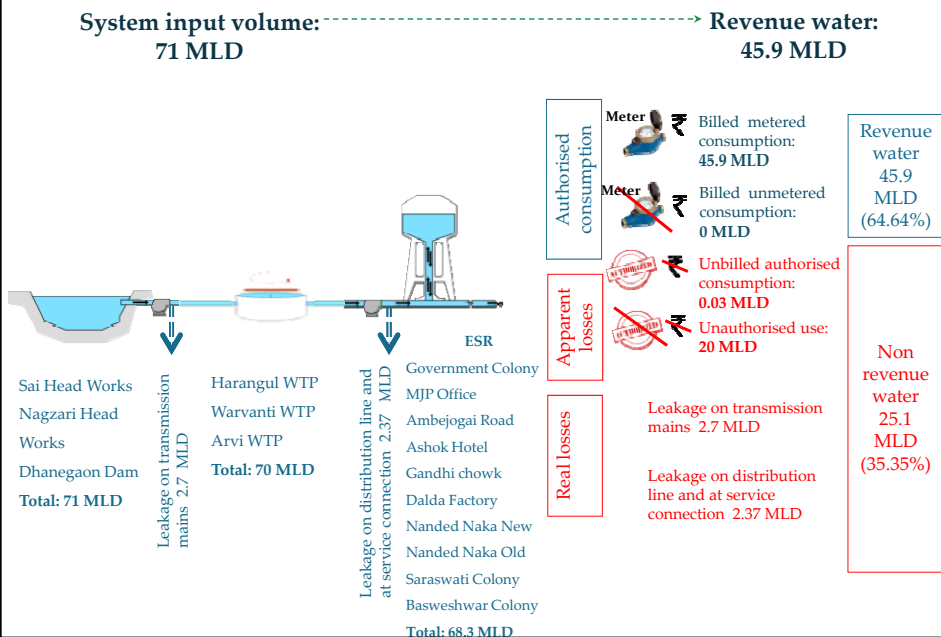 System input volume:
71 MLD
Revenue water:
45.9 MLD
Sai Head Works
Nagzari Head
Works
Dhanegaon Dam
Total: 71 MLD
Leakage on transmission
mains 2.7 MLD
Harangul WTP
Warvanti WTP
Arvi WTP
Total: 70 MLD
Leakage on distribution line and
at service connection 2.37 MLD
ESR
Government Colony
MJP Office
Ambejogai Road
Ashok Hotel
Gandhi chowk
Dalda Factory
Nanded Naka New
Nanded Naka Old
Saraswati Colony
Basweshwar Colony
Total: 68.3 MLD
Authorised
consumption
Meter ₹
Billed metered
consumption:
45.9 MLD
Meter ₹
Billed unmetered
consumption:
0 MLD
Revenue
water
45.9
MLD
(64.64%)
Apparent
losses
AUTHORIZED ₹
Unbilled authorised
consumption:
0.03 MLD
AUTHORIZED ₹
Unauthorised use:
20 MLD
Real losses
Leakage on transmission
mains 2.7 MLD
Leakage on distribution
line and at service
connection 2.37 MLD
Non
revenue
water
25.1
MLD
(35.35%)